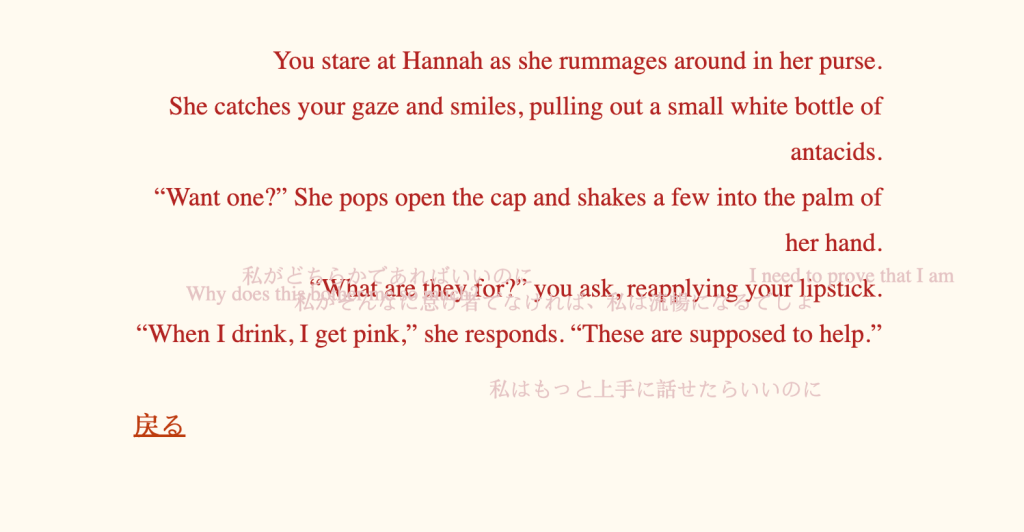 You stare at Hannah as she rummages around in her purse.
She catches your gaze and smiles, pulling out a small white bottle of
antacids.
“Want one?” She pops open the cap and shakes a few into the palm of
her hand.
私がどちらかであればいいのに
I need to prove that I am
“What are they for?” you ask, reapplying your lipstick.
Why does this
私がそんなに怠け者でなければ、私は流暢になるでしょ
“When I drink, I get pink,” she responds. “These are supposed to help.”
私はもっと上手に話せたらいいのに
戻る